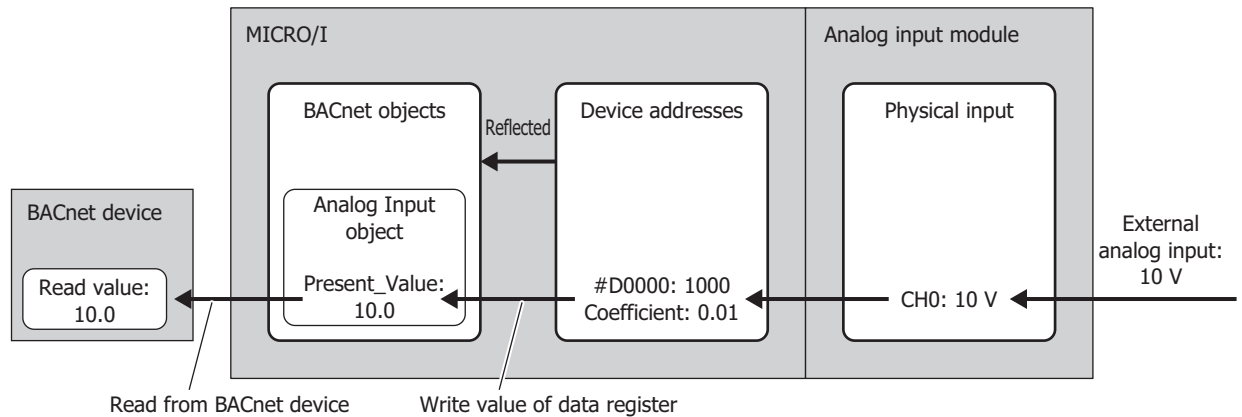 MICRO/I
Analog input module
BACnet objects
Reflected
Device addresses
Physical input
BACnet device
Analog Input
object
External
analog input:
10 V
Read value:
10.0
Present_Value:
10.0
#D0000: 1000
Coefficient: 0.01
CH0: 10 V
Read from BACnet device
Write value of data register